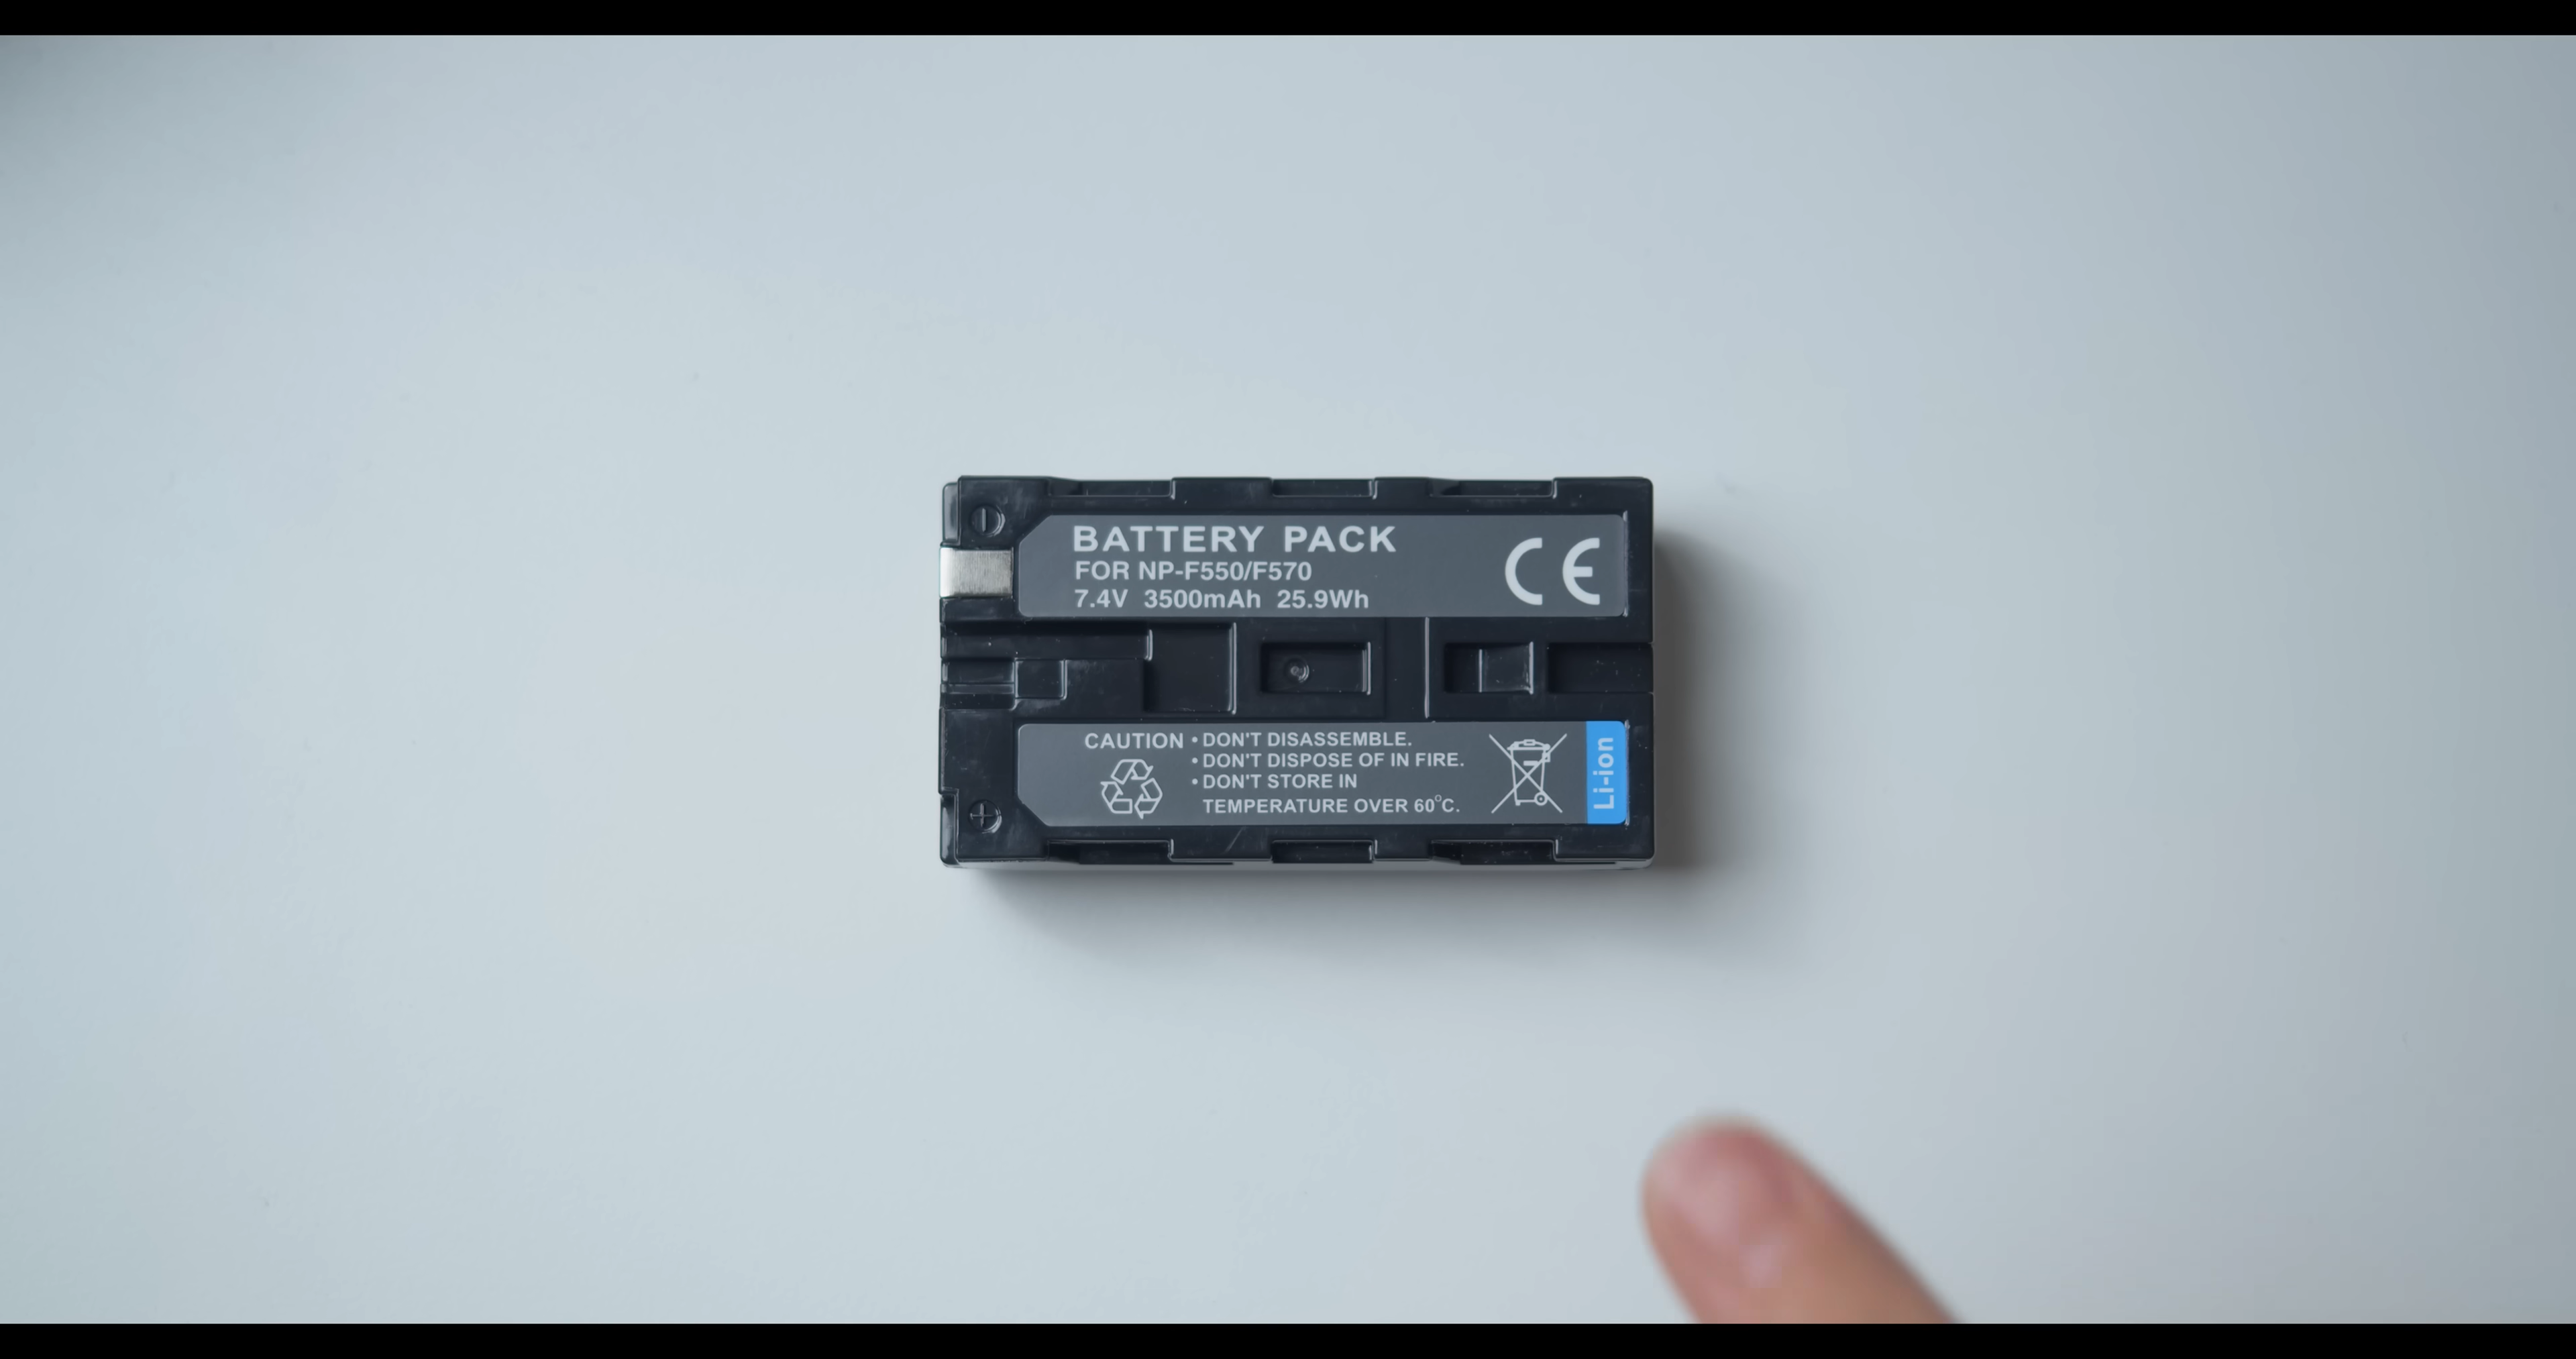 BATTERY PACK
FOR NP-F550/F570
7.4V 3500mAh 25.9Wh
CE
CAUTION • DON'T DISASSEMBLE.
• DON'T DISPOSE OF IN FIRE.
• DON'T STORE IN
TEMPERATURE OVER 60°C.
Li-ion